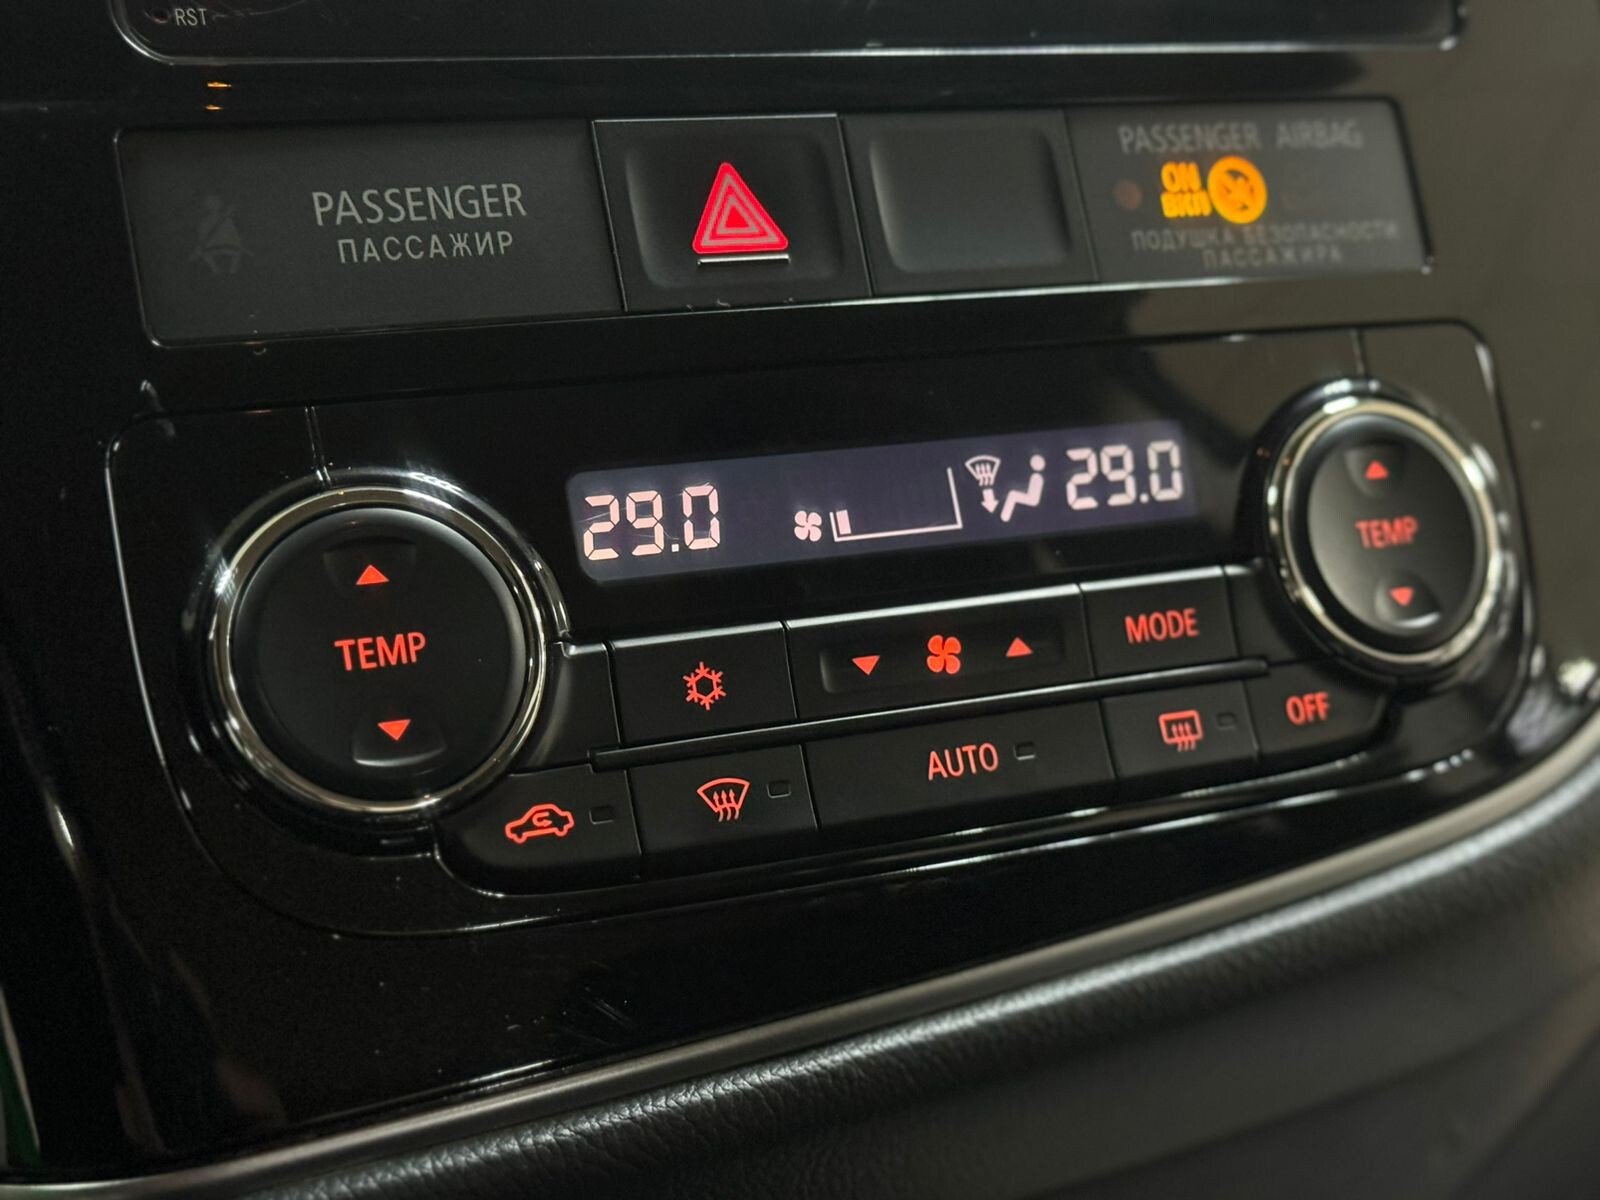 RST
PASSENGER
ПАССАЖИР
PASSENGER AIRBAG
ON
ВКЛ
ПОДУШКА БЕЗОПАСНОСТИ
ПАССАЖИРА
29.0
29.0
TEMP
TEMP
MODE
AUTO
OFF